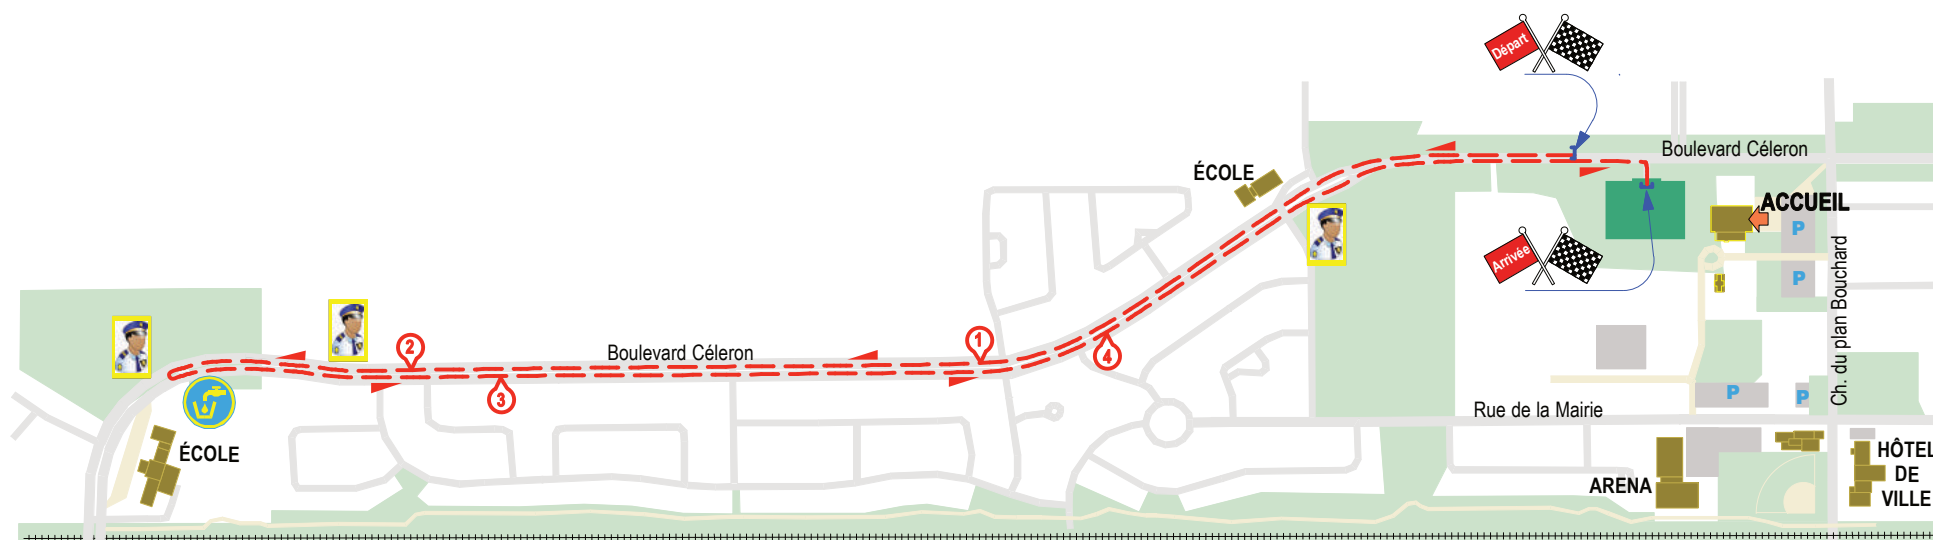 Départ
Boulevard Céleron
ÉCOLE
ACCUEIL
P
Arrivée
P
Ch. du plan Bouchard
1
2
Boulevard Céleron
4
3
P
P
Rue de la Mairie
ÉCOLE
HÔTEL
DE
VILLE
ARENA